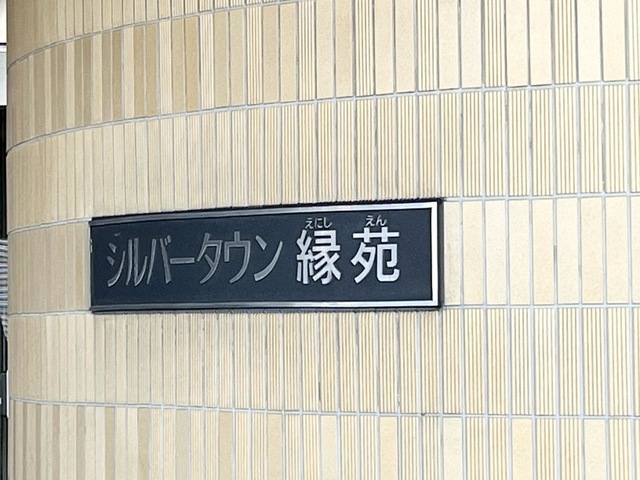 えにし えん
シルバータウン 縁苑